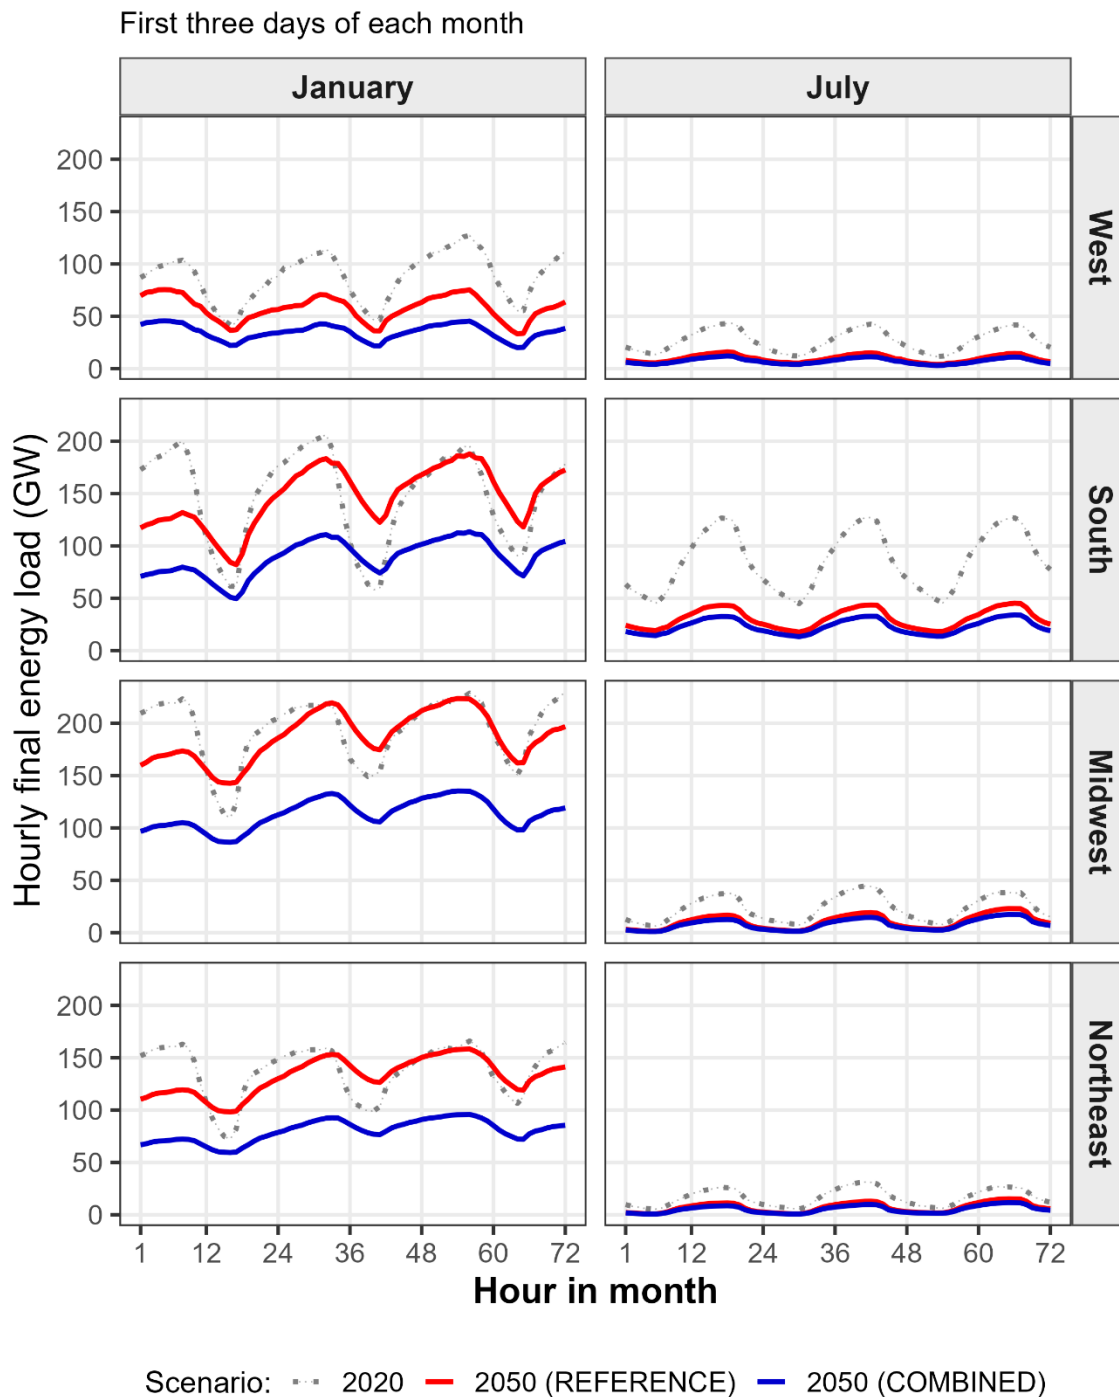 First three days of each month
January
July
200
150
100
50
0
West
200
150
100
50
0
South
200
150
100
50
0
Midwest
200
150
100
50
0
Northeast
Hourly final energy load (GW)
1 12 24 36 48 60 72
1 12 24 36 48 60 72
Hour in month
Scenario: 2020 2050 (REFERENCE) 2050 (COMBINED)